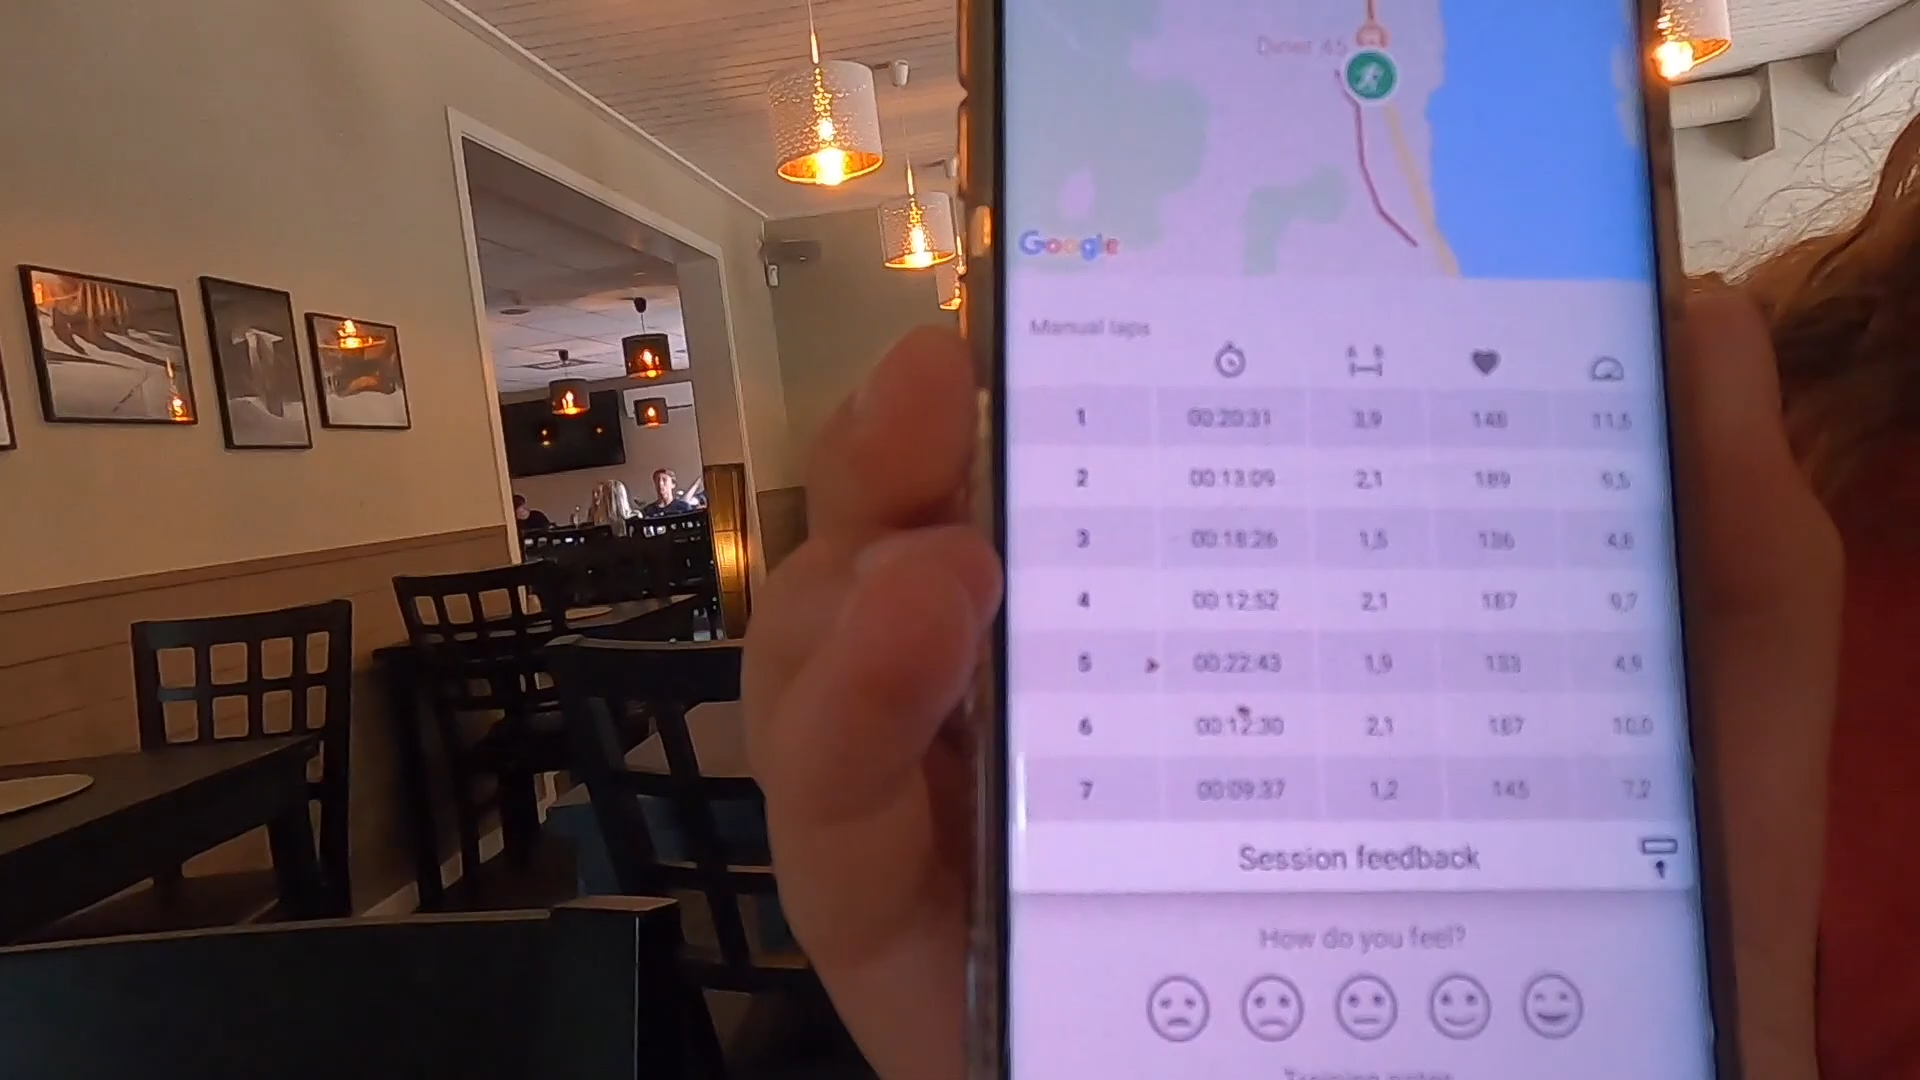 Diner 45
Google
Manual laps
1 00:20:31 3,9 148 11,5
2 00:13:09 2,1 189 9,5
3 00:18:26 1,5 136 4,8
4 00:12:52 2,1 187 9,7
5 00:22:43 1,9 133 4,9
6 00:12:30 2,1 187 10,0
7 00:09:37 1,2 145 7,2
Session feedback
How do you feel?